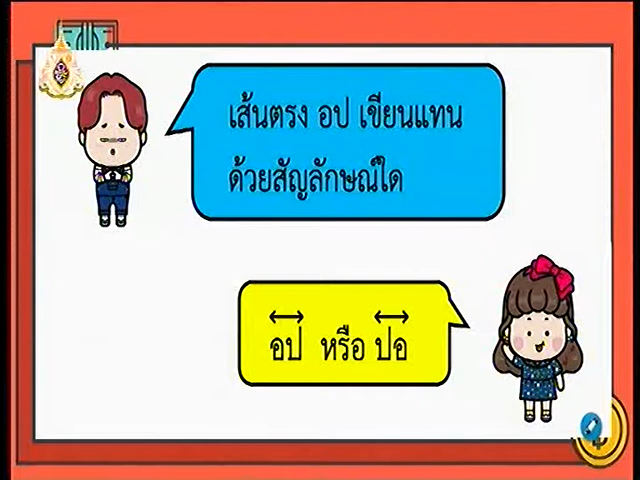 เส้นตรง อป เขียนแทน
ด้วยสัญลักษณ์ใด
อป หรือ ปอ